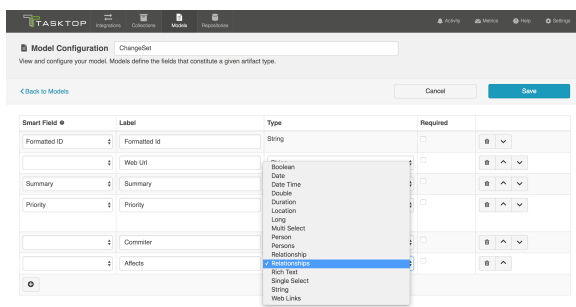 TASKTOP
Integrations
Collections
Models
Repositories
Activity
Metrics
Help
Settings
Model Configuration
ChangeSet
View and configure your model. Models define the fields that constitute a given artifact type.
Back to Models
Cancel
Save
Smart Field
Label
Type
Required
Formatted ID
Formatted Id
String
Web Url
Summary
Summary
Priority
Priority
Commiter
Affects
Boolean
Date
Date Time
Double
Duration
Location
Long
Multi Select
Person
Persons
Relationship
✓ Relationships
Rich Text
Single Select
String
Web Links